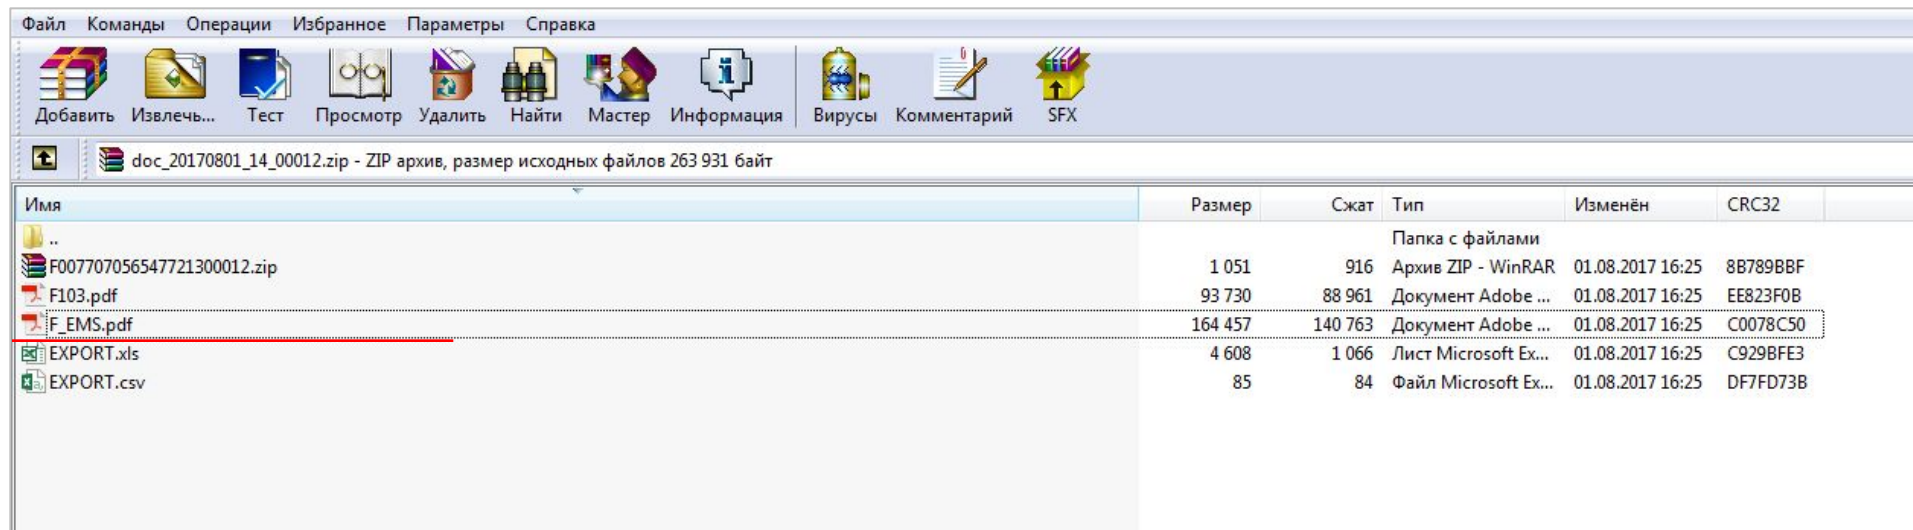 Файл Команды Операции Избранное Параметры Справка
Добавить Извлечь... Тест Просмотр Удалить Найти Мастер Информация Вирусы Комментарий SFX
doc_20170801_14_00012.zip - ZIP архив, размер исходных файлов 263 931 байт
Имя Размер Сжат Тип Изменён CRC32
.. Папка с файлами
F007707056547721300012.zip 1 051 916 Архив ZIP - WinRAR 01.08.2017 16:25 8B789BBF
F103.pdf 93 730 88 961 Документ Adobe ... 01.08.2017 16:25 EE823F0B
F_EMS.pdf 164 457 140 763 Документ Adobe ... 01.08.2017 16:25 C0078C50
EXPORT.xls 4 608 1 066 Лист Microsoft Ex... 01.08.2017 16:25 C929BFE3
EXPORT.csv 85 84 Файл Microsoft Ex... 01.08.2017 16:25 DF7FD73B